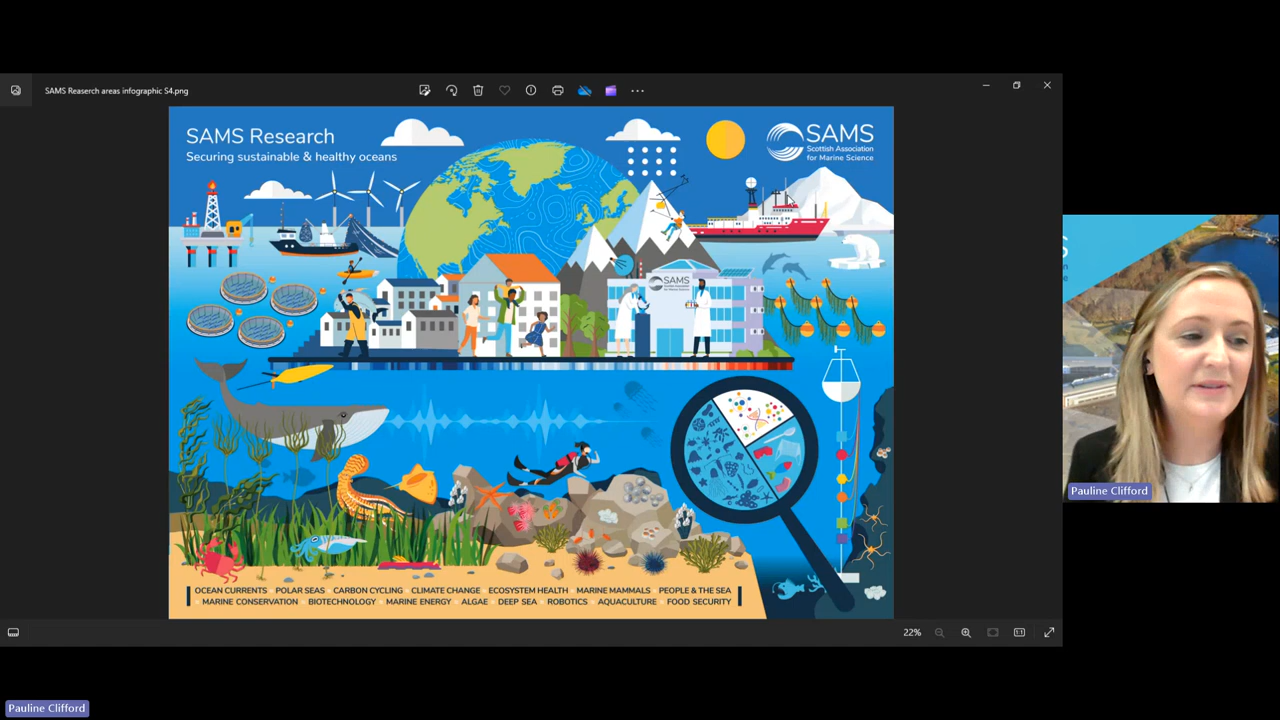 SAMS Reaserch areas infographic S4.png
SAMS Research
Securing sustainable & healthy oceans
SAMS
Scottish Association
for Marine Science
SAMS
OCEAN CURRENTS POLAR SEAS CARBON CYCLING CLIMATE CHANGE ECOSYSTEM HEALTH MARINE MAMMALS PEOPLE & THE SEA
MARINE CONSERVATION BIOTECHNOLOGY MARINE ENERGY ALGAE DEEP SEA ROBOTICS AQUACULTURE FOOD SECURITY
22%
Pauline Clifford
Pauline Clifford